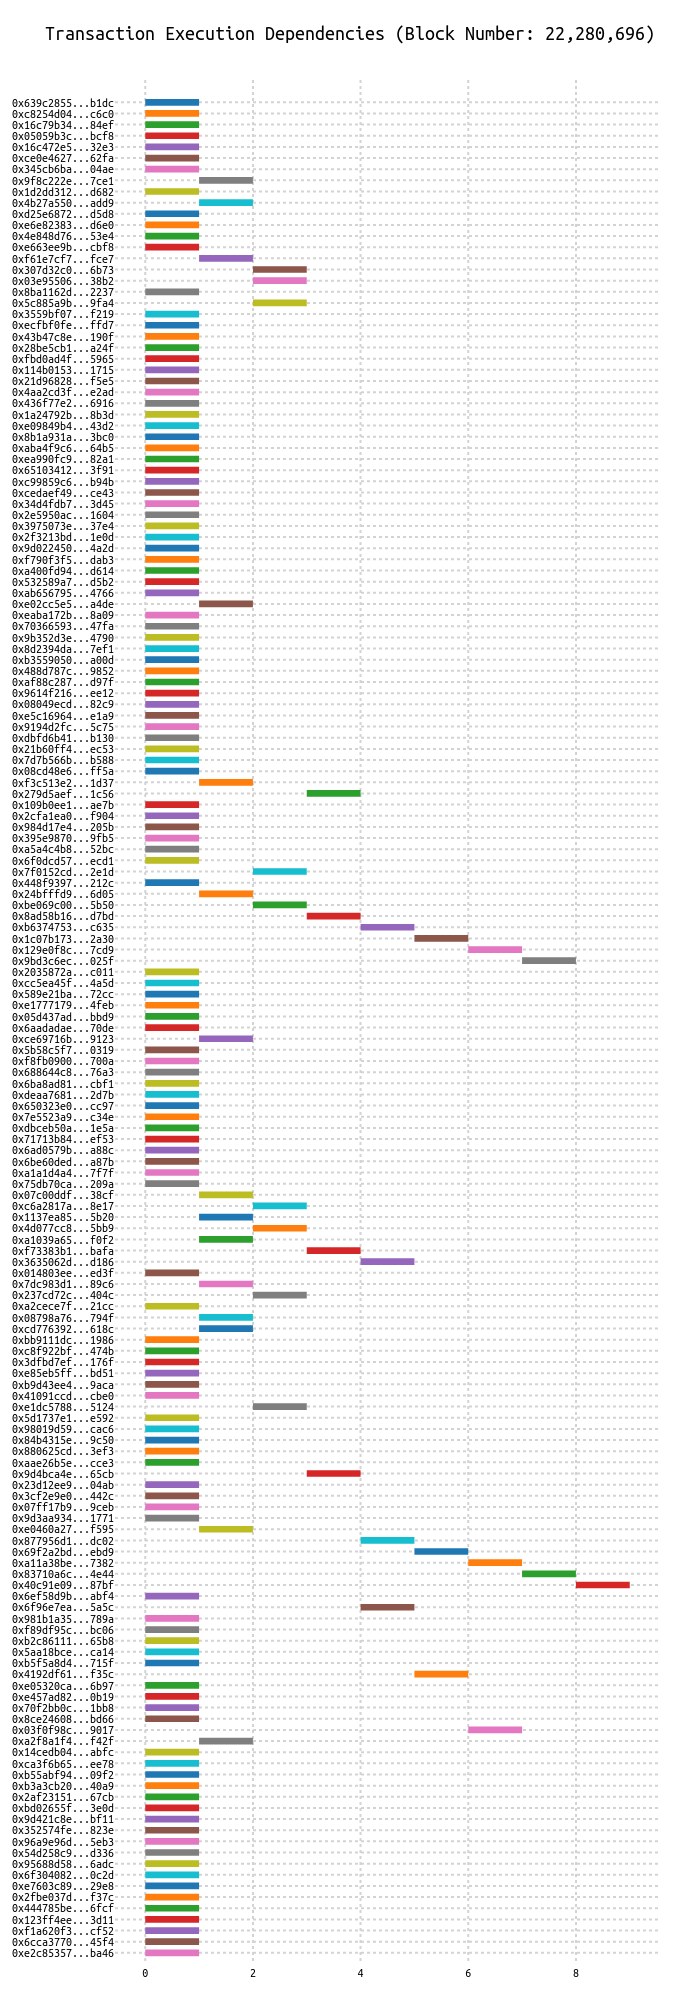 Transaction Execution Dependencies (Block Number: 22,280,696)
0x639c2855...b1dc
0xc8254d04...c6c0
0x16c79b34...84ef
0x05059b3c...bcf8
0x16c472e5...32e3
0xce0e4627...62fa
0x345cb6ba...04ae
0x9f8c222e...7ce1
0x1d2dd312...d682
0x4b27a550...add9
0xd25e6872...d5d8
0xe6e82383...d6e0
0x4e848d76...53e4
0xe663ee9b...cbf8
0xf61e7cf7...fce7
0x307d32c0...6b73
0x03e95506...38b2
0x8ba1162d...2237
0x5c885a9b...9fa4
0x3559bf07...f219
0xecfbf0fe...ffd7
0x43b47c8e...190f
0x28be5cb1...a24f
0xfbd0ad4f...5965
0x114b0153...1715
0x21d96828...f5e5
0x4aa2cd3f...e2ad
0x436f77e2...6916
0x1a24792b...8b3d
0xe09849b4...43d2
0x8b1a931a...3bc0
0xaba4f9c6...64b5
0xea990fc9...82a1
0x65103412...3f91
0xc99859c6...b94b
0xcedaef49...ce43
0x34d4fdb7...3d45
0x2e5950ac...1604
0x3975073e...37e4
0x2f3213bd...1e0d
0x9d022450...4a2d
0xf790f3f5...dab3
0xa400fd94...d614
0x532589a7...d5b2
0xab656795...4766
0xe02cc5e5...a4de
0xeaba172b...8a09
0x70366593...47fa
0x9b352d3e...4790
0x8d2394da...7ef1
0xb3559050...a00d
0x488d787c...9852
0xaf88c287...d97f
0x9614f216...ee12
0x08049ecd...82c9
0xe5c16964...e1a9
0x9194d2fc...5c75
0xdbfd6b41...b130
0x21b60ff4...ec53
0x7d7b566b...b588
0x08cd48e6...ff5a
0xf3c513e2...1d37
0x279d5aef...1c56
0x109b0ee1...ae7b
0x2cfa1ea0...f904
0x984d17e4...205b
0x395e9870...9fb5
0xa5a4c4b8...52bc
0x6f0dcd57...ecd1
0x7f0152cd...2e1d
0x448f9397...212c
0x24bfffd9...6d05
0xbe069c00...5b50
0x8ad58b16...d7bd
0xb6374753...c635
0x1c07b173...2a30
0x129e0f8c...7cd9
0x9bd3c6ec...025f
0x2035872a...c011
0xcc5ea45f...4a5d
0x589e21ba...72cc
0xe1777179...4feb
0x05d437ad...bbd9
0x6aadadae...70de
0xce69716b...9123
0x5b58c5f7...0319
0xf8fb0900...700a
0x688644c8...76a3
0x6ba8ad81...cbf1
0xdeaa7681...2d7b
0x650323e0...cc97
0x7e5523a9...c34e
0xdbceb50a...1e5a
0x71713b84...ef53
0x6ad0579b...a88c
0x6be60ded...a87b
0xa1a1d4a4...7f7f
0x75db70ca...209a
0x07c00ddf...38cf
0xc6a2817a...8e17
0x1137ea85...5b20
0x4d077cc8...5bb9
0xa1039a65...f0f2
0xf73383b1...bafa
0x3635062d...d186
0x014803ee...ed3f
0x7dc983d1...89c6
0x237cd72c...404c
0xa2cece7f...21cc
0x08798a76...794f
0xcd776392...618c
0xbb9111dc...1986
0xc8f922bf...474b
0x3dfbd7ef...176f
0xe85eb5ff...bd51
0xb9d43ee4...9aca
0x41091ccd...cbe0
0xe1dc5788...5124
0x5d1737e1...e592
0x98019d59...cac6
0x84b4315e...9c50
0x880625cd...3ef3
0xaae26b5e...cce3
0x9d4bca4e...65cb
0x23d12ee9...04ab
0x3cf2e9e0...442c
0x07ff17b9...9ceb
0x9d3aa934...1771
0xe0460a27...f595
0x877956d1...dc02
0x69f2a2bd...ebd9
0xa11a38be...7382
0x83710a6c...4e44
0x40c91e09...87bf
0x6ef58d9b...abf4
0x6f96e7ea...5a5c
0x981b1a35...789a
0xf89df95c...bc06
0xb2c86111...65b8
0x5aa18bce...ca14
0xb5f5a8d4...715f
0x4192df61...f35c
0xe05320ca...6b97
0xe457ad82...0b19
0x70f2bb0c...1bb8
0x8ce24608...bd66
0x03f0f98c...9017
0xa2f8a1f4...f42f
0x14cedb04...abfc
0xca3f6b65...ee78
0xb55abf94...09f2
0xb3a3cb20...40a9
0x2af23151...67cb
0xbd02655f...3e0d
0x9d421c8e...bf11
0x352574fe...823e
0x96a9e96d...5eb3
0x54d258c9...d336
0x95688d58...6adc
0x6f304082...0c2d
0xe7603c89...29e8
0x2fbe037d...f37c
0x444785be...6fcf
0x123ff4ee...3d11
0xf1a620f3...cf52
0x6cca3770...45f4
0xe2c85357...ba46
0 2 4 6 8